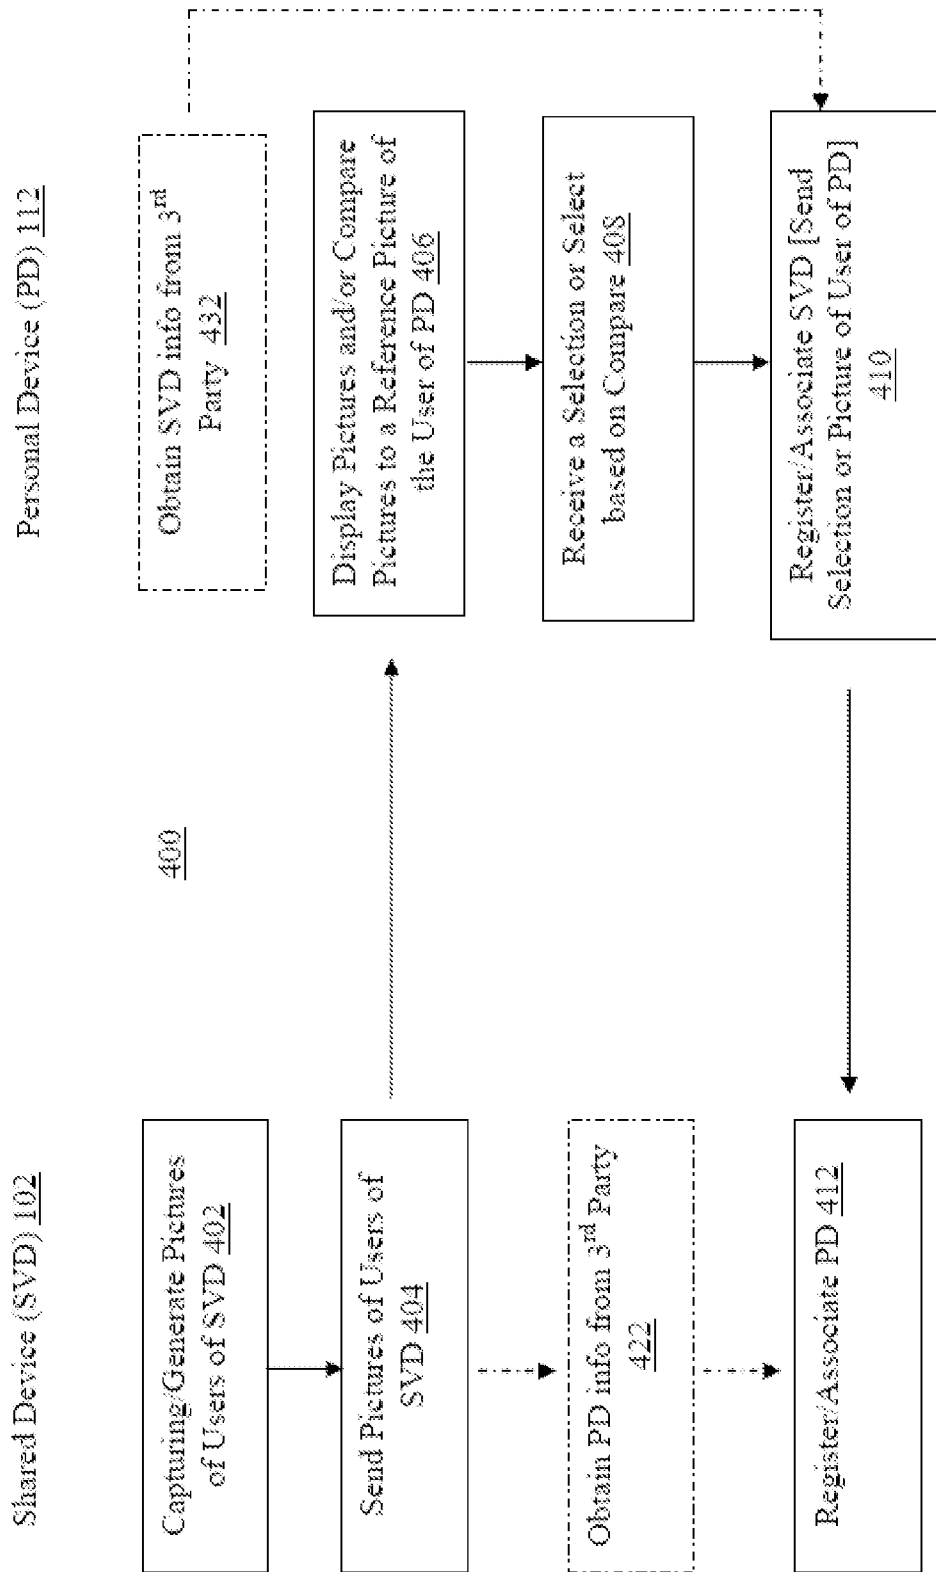 Shared Device (SVD) 102
Personal Device (PD) 112
400
Capturing/Generate Pictures
of Users of SVD 402
Send Pictures of Users of
SVD 404
Obtain PD info from 3rd Party
422
Register/Associate PD 412
Obtain SVD info from 3rd
Party 432
Display Pictures and/or Compare
Pictures to a Reference Picture of
the User of PD 406
Receive a Selection or Select
based on Compare 408
Register/Associate SVD [Send
Selection or Picture of User of PD]
410